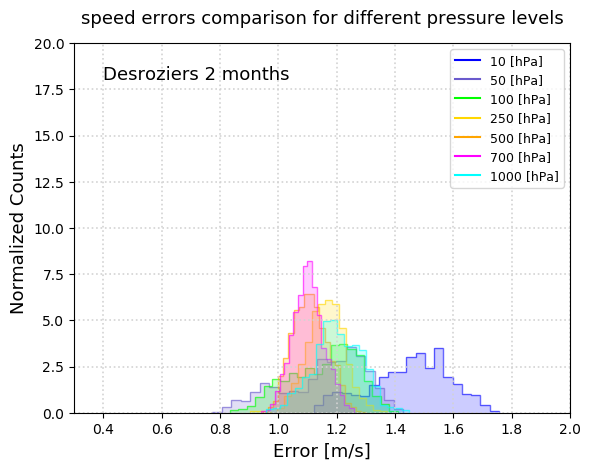 speed errors comparison for different pressure levels
20.0
17.5
15.0
12.5
10.0
7.5
5.0
2.5
0.0
Normalized Counts
Desroziers 2 months
10 [hPa]
50 [hPa]
100 [hPa]
250 [hPa]
500 [hPa]
700 [hPa]
1000 [hPa]
0.4 0.6 0.8 1.0 1.2 1.4 1.6 1.8 2.0
Error [m/s]